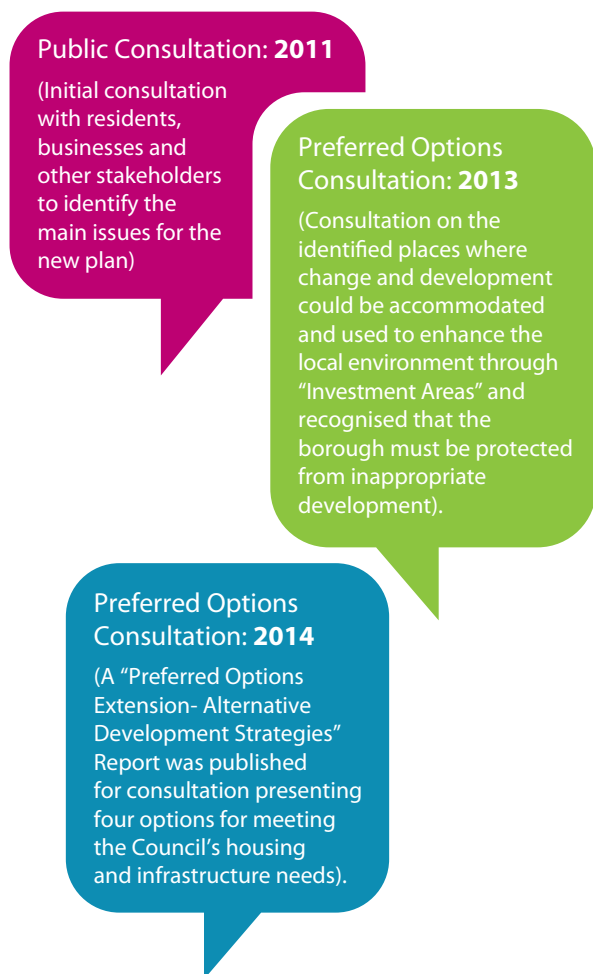 Public Consultation: 2011
(Initial consultation
with residents,
businesses and
other stakeholders
to identify the
main issues for the
new plan)
Preferred Options
Consultation: 2013
(Consultation on the
identified places where
change and development
could be accommodated
and used to enhance the
local environment through
“Investment Areas” and
recognised that the
borough must be protected
from inappropriate
development).
Preferred Options
Consultation: 2014
(A “Preferred Options
Extension- Alternative
Development Strategies”
Report was published
for consultation presenting
four options for meeting
the Council’s housing
and infrastructure needs).